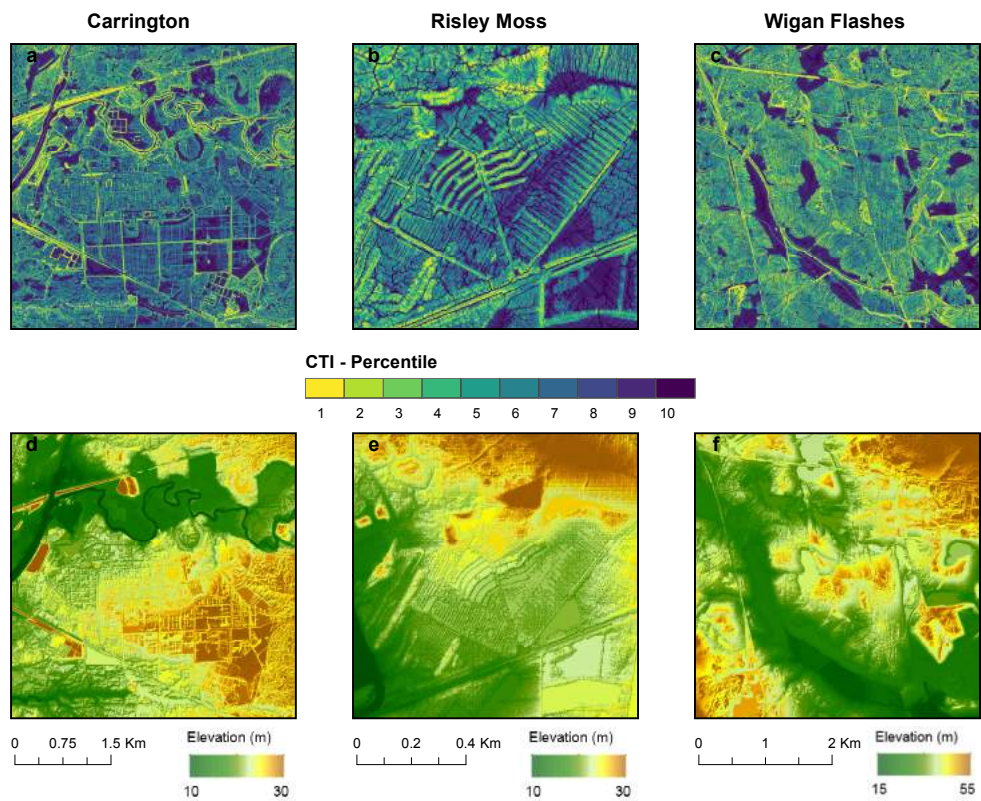 Carrington Risley Moss Wigan Flashes
a b c
CTI - Percentile
1 2 3 4 5 6 7 8 9 10
d e f
0 0.75 1.5 Km Elevation (m) 0 0.2 0.4 Km Elevation (m) 0 1 2 Km Elevation (m)
10 30 10 30 15 55